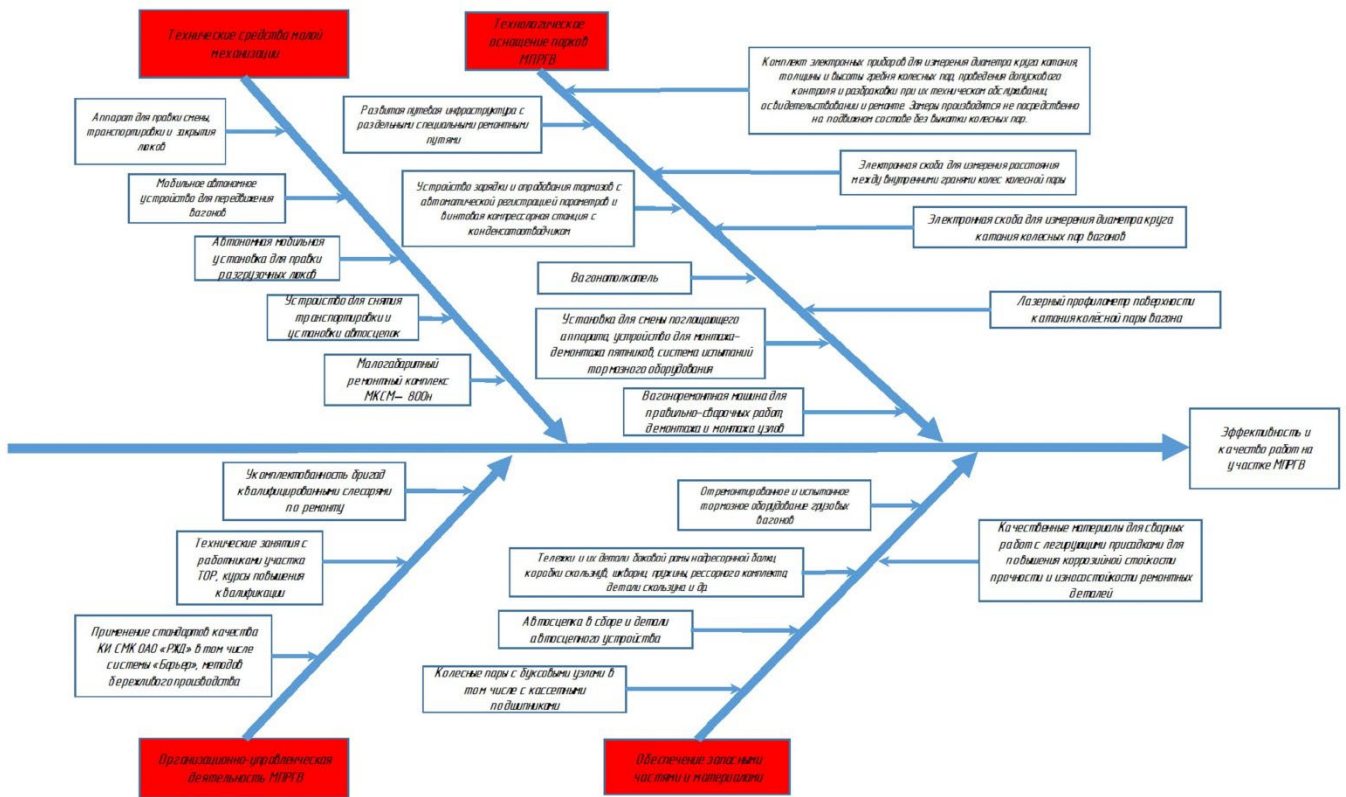 Технические средства малой
механизации
Технологическое
оснащение парков
МПРГВ
Комплект электронных приборов для измерения диаметра круга катания,
толщины и высоты гребня колесных пар, проведения допускового
контроля и разбраковки при их техническом обслуживании,
освидетельствовании и ремонте. Замеры производятся не посредственно
на подвижном составе без выкатки колесных пар.
Аппарат для правки смены,
транспортировки и закрытия
люков
Развитая путевая инфраструктура с
раздельными специальными ремонтными
путями
Электронная скоба для измерения расстояния
между внутренними гранями колес колесной пары
Мобильное автономное
устройство для передвижения
вагонов
Устройство зарядки и опробования тормозов с
автоматической регистрацией параметров и
винтовая компрессорная станция с
конденсатоотводчиком
Электронная скоба для измерения диаметра круга
катания колесных пар вагонов
Автономная мобильная
установка для правки
разгрузочных люков
Вагонотолкатель
Устроиство для снятия
транспортировки и
установки автосцепок
Установка для смены поглощающего
аппарата, устройство для монтажа-
демонтажа пятников, система испытаний
тормозного оборудования
Лазерный профилометр поверхности
катания колёсной пары вагона
Малогабаритный
ремонтный комплекс
МКСМ– 800н
Вагоноремонтная машина для
правильно-сварочных работ,
демонтажа и монтажа узлов
Эффективность и
качество работ на
участке МПРГВ
Укомплектованность бригад
квалифицированными слесарями
по ремонту
Отремонтированное и испытанное
тормозное оборудование грузовых
вагонов
Технические занятия с
работниками участка
ТОР, курсы повышения
квалификации
Тележки и их детали: боковой рамы надресорчной балки,
коробки скользунв, шкворнц пружины, рессорного комплекта,
детали скользуна и др.
Качественные материалы для сварных
работ с легирующими присадками для
повышения коррозийной стойкости
прочности и износостойкости ремонтных
деталей
Применение стандартов качества
КИ СМК ОАО «РЖД» в том числе
системы «Барьер», методов
бережливого производства
Автосцепка в сборе и детали
автосцепного устройства
Колесные пары с буксовыми узлами в
том числе с кассетными
подшипниками
Организационно-управленческая
деятельность МПРГВ
Обеспечение запасными
частями у материалами